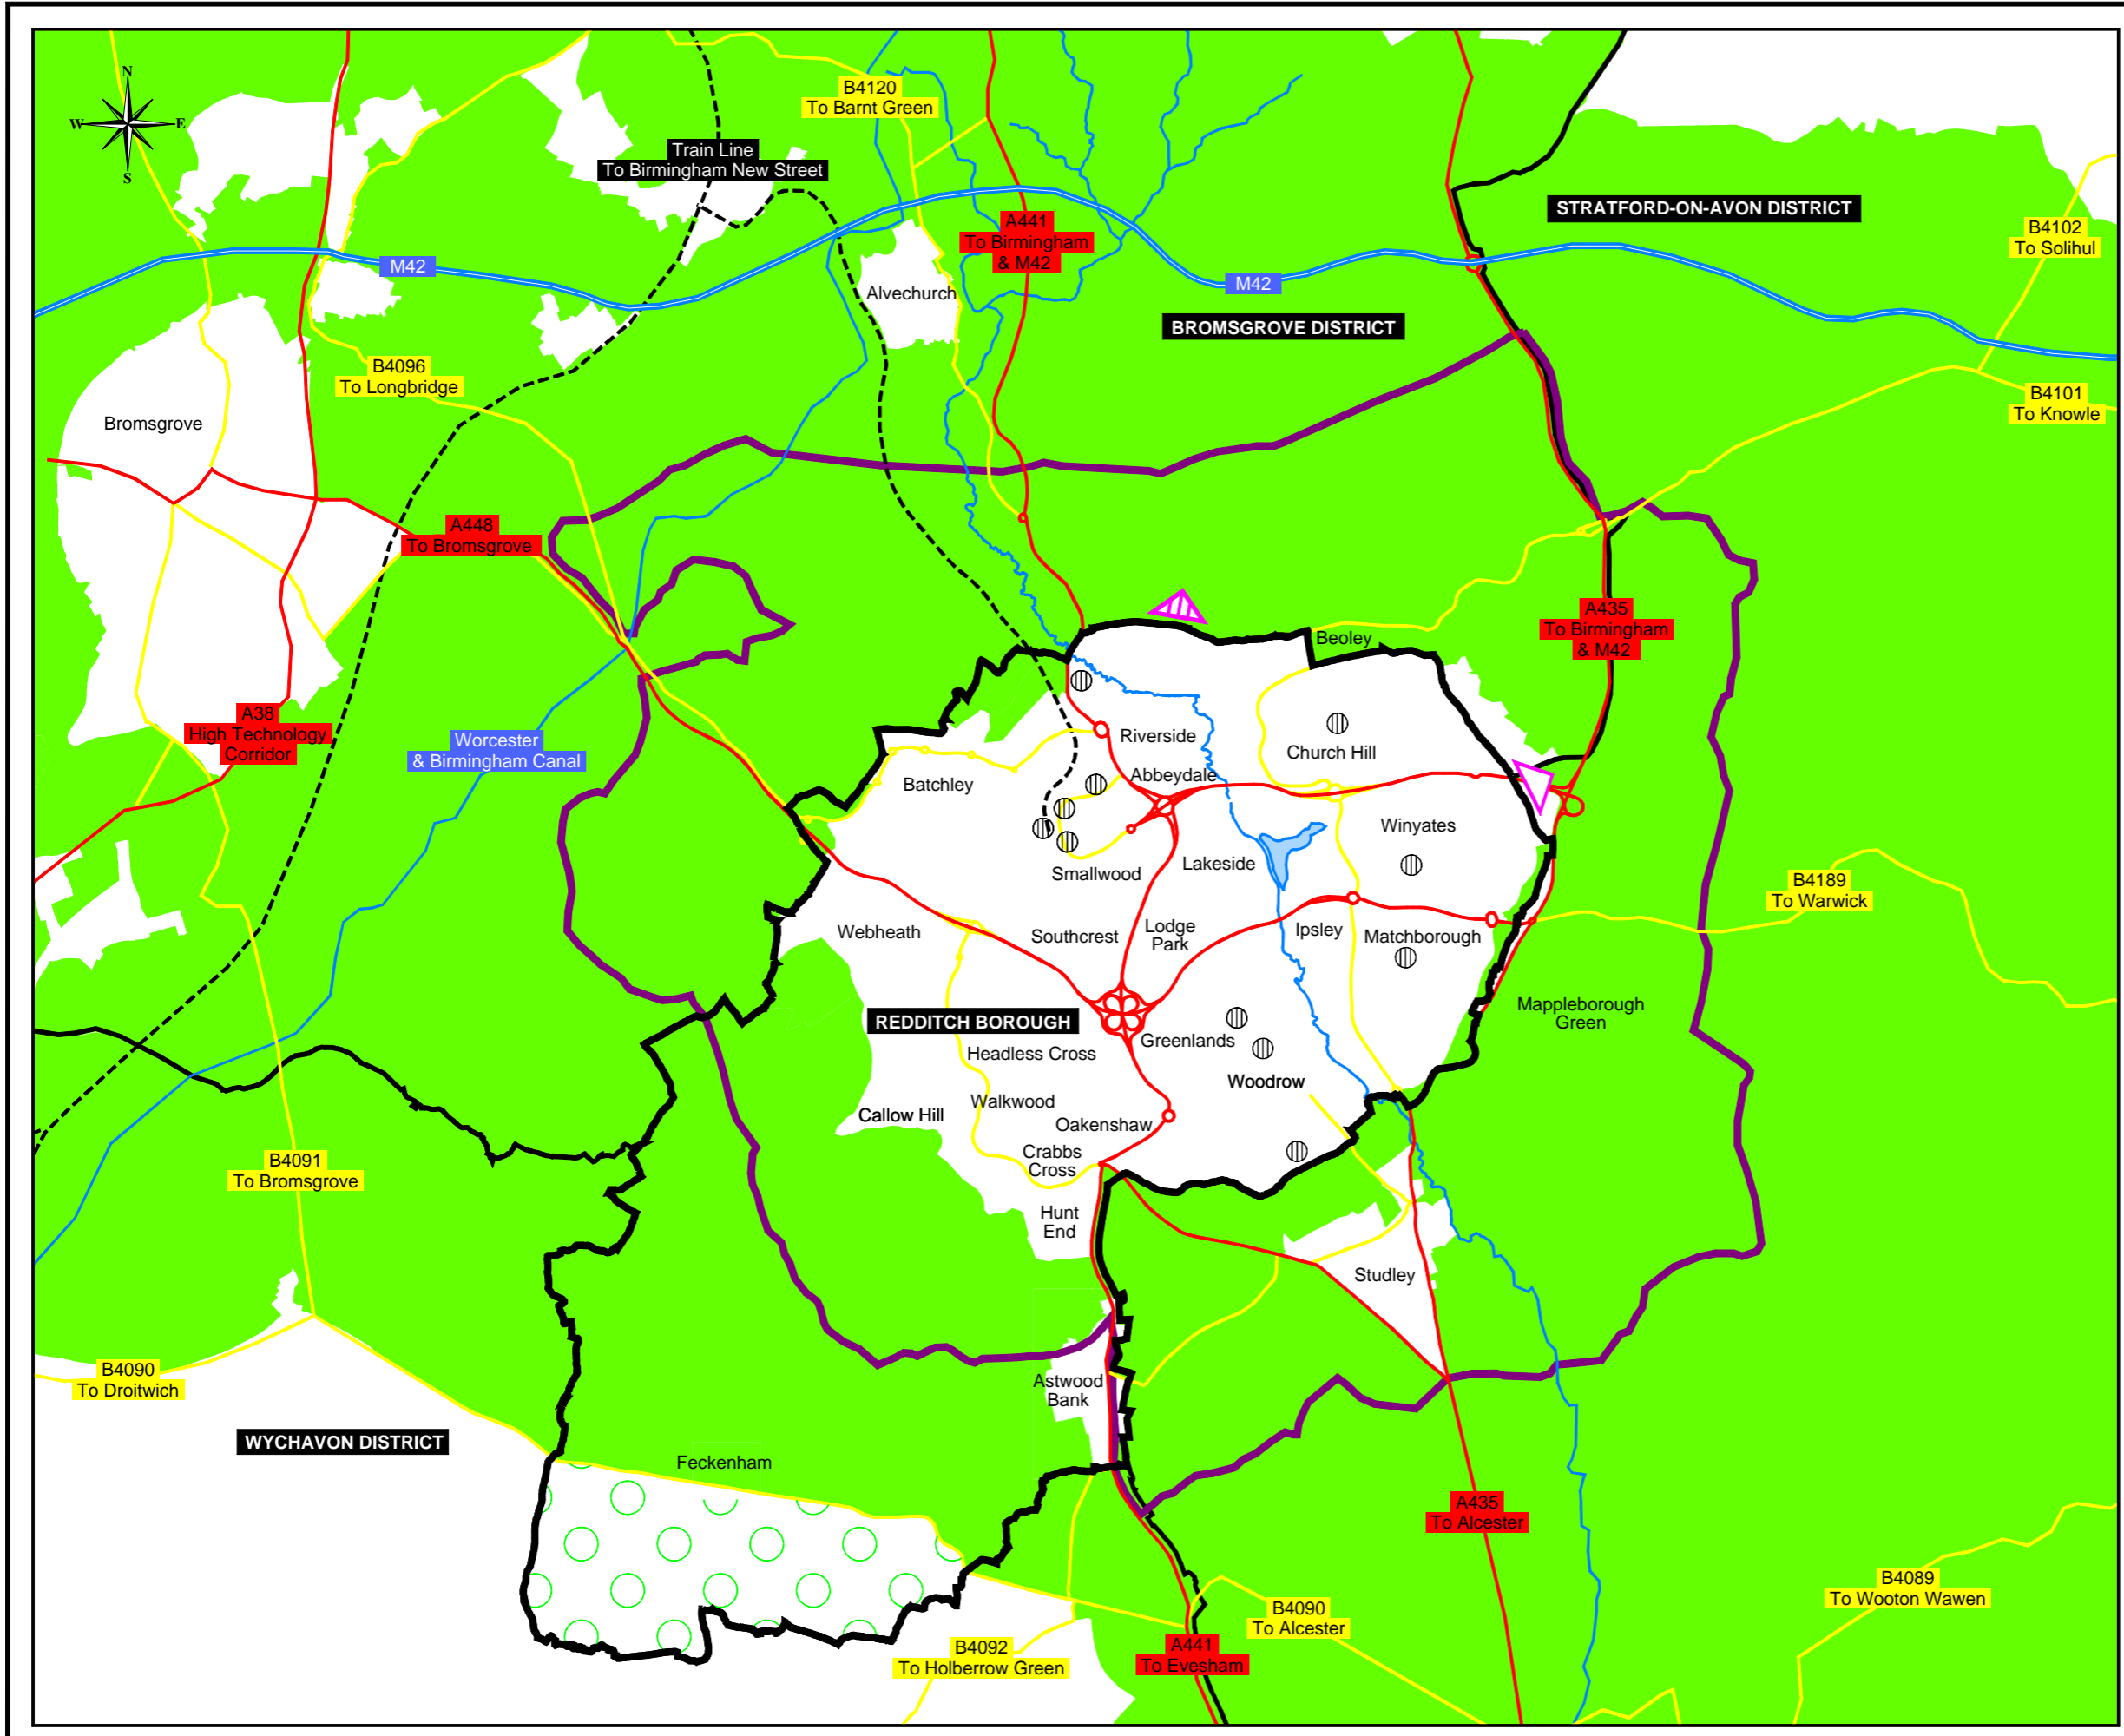 N
W
E
S
B4120
To Barnt Green
Train Line
To Birmingham New Street
STRATFORD-ON-AVON DISTRICT
A441
To Birmingham
& M42
B4102
To Solihul
M42
M42
Alvechurch
BROMSGROVE DISTRICT
B4096
To Longbridge
B4101
To Knowle
Bromsgrove
A448
To Bromsgrove
A435
To Birmingham
& M42
Beoley
A38
High Technology
Corridor
Worcester
& Birmingham Canal
Riverside
Church Hill
Abbeydale
Batchley
Winyates
Smallwood
Lakeside
B4189
To Warwick
Webheath
Southcrest
Lodge
Park
Ipsley
Matchborough
REDDITCH BOROUGH
Mappleborough
Green
Greenlands
Headless Cross
Woodrow
Walkwood
Callow Hill
Oakenshaw
Crabbs
Cross
B4091
To Bromsgrove
Hunt
End
Studley
B4090
To Droitwich
Astwood
Bank
WYCHAVON DISTRICT
Feckenham
A435
To Alcester
B4089
To Wooton Wawen
B4090
To Alcester
B4092
To Holberrow Green
A441
To Evesham